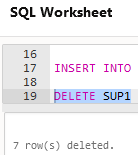 SQL Worksheet
16
17 INSERT INTO
18
19 DELETE SUP1
7 row(s) deleted.